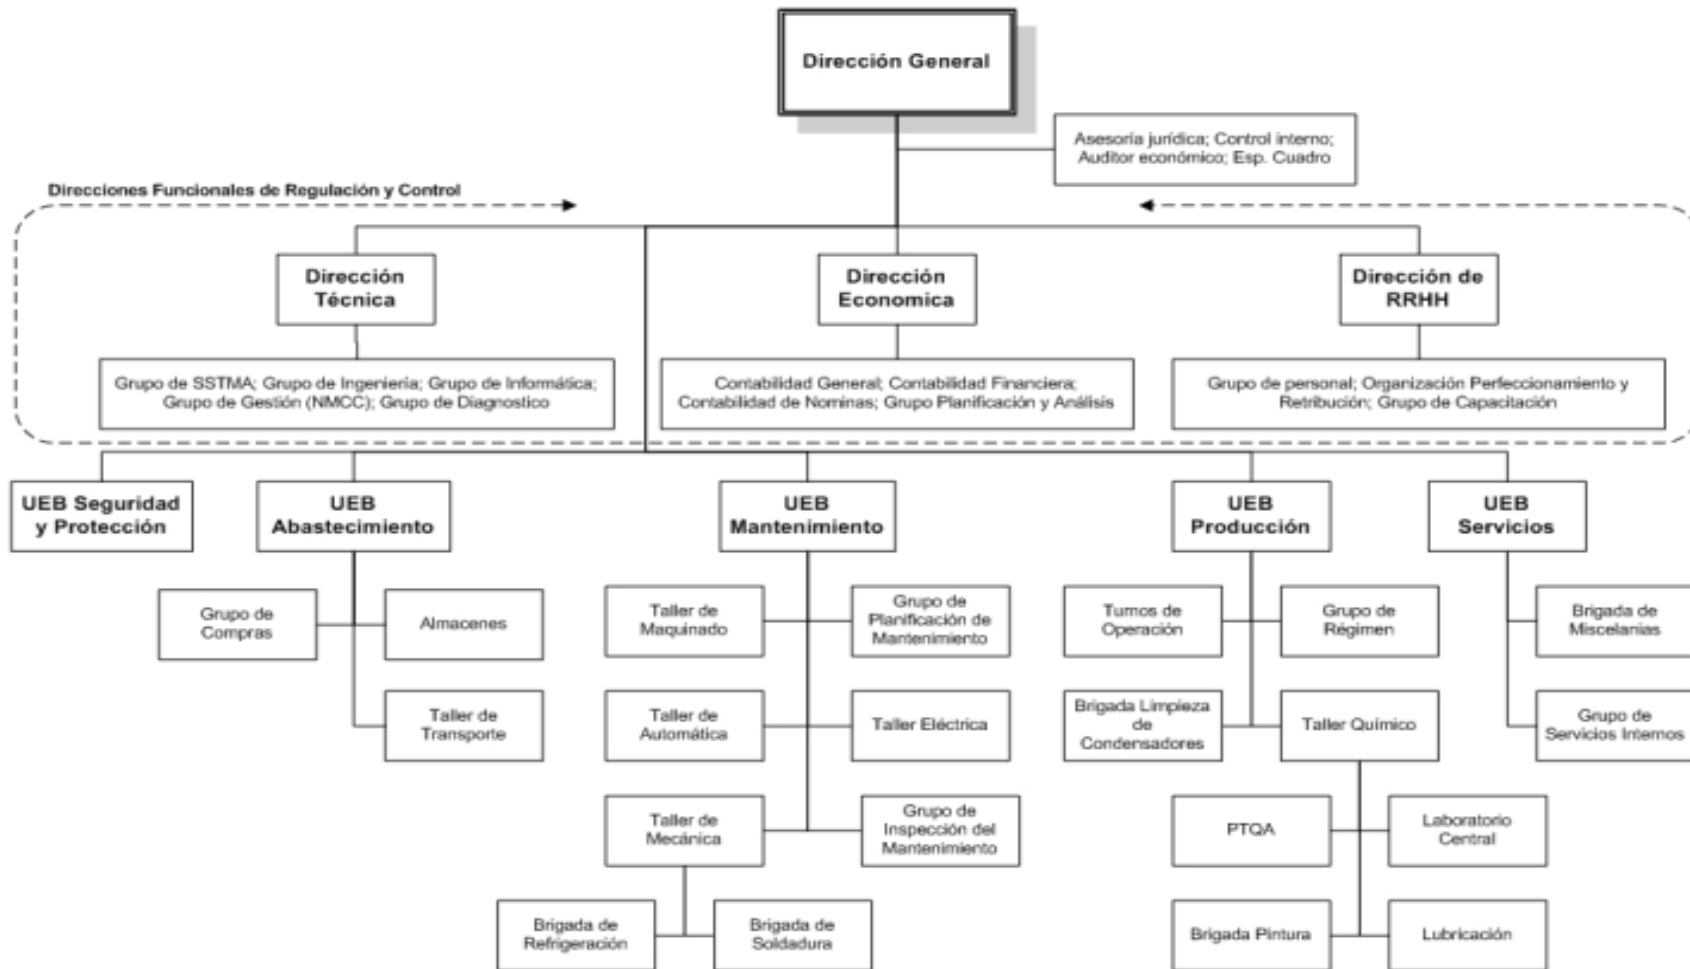 Dirección General
Asesoría jurídica; Control interno;
Auditor económico; Esp. Cuadro
Direcciones Funcionales de Regulación y Control
Dirección
Técnica
Dirección
Economica
Dirección de
RRHH
Grupo de SSTMA; Grupo de Ingeniería; Grupo de Informática;
Grupo de Gestión (NMCC); Grupo de Diagnostico
Contabilidad General; Contabilidad Financiera;
Contabilidad de Nominas; Grupo Planificación y Análisis
Grupo de personal; Organización Perfeccionamiento y
Retribución; Grupo de Capacitación
UEB Seguridad
y Protección
UEB
Abastecimiento
UEB
Mantenimiento
UEB
Producción
UEB
Servicios
Grupo de
Compras
Almacenes
Taller de
Maquinado
Grupo de
Planificación de
Mantenimiento
Turnos de
Operación
Grupo de
Régimen
Brigada de
Miscelanias
Taller de
Transporte
Taller de
Automática
Taller Eléctrica
Brigada Limpieza
de
Condensadores
Taller Químico
Grupo de
Servicios Internos
Taller de
Mecánica
Grupo de
Inspección del
Mantenimiento
PTQA
Laboratorio
Central
Brigada de
Refrigeración
Brigada de
Soldadura
Brigada Pintura
Lubricación